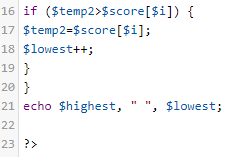 16 if ($temp2>$score[$i]) {
17 $temp2=$score[$i];
18 $lowest++;
19 }
20 }
21 echo $highest, " ", $lowest;
22
23 ?>